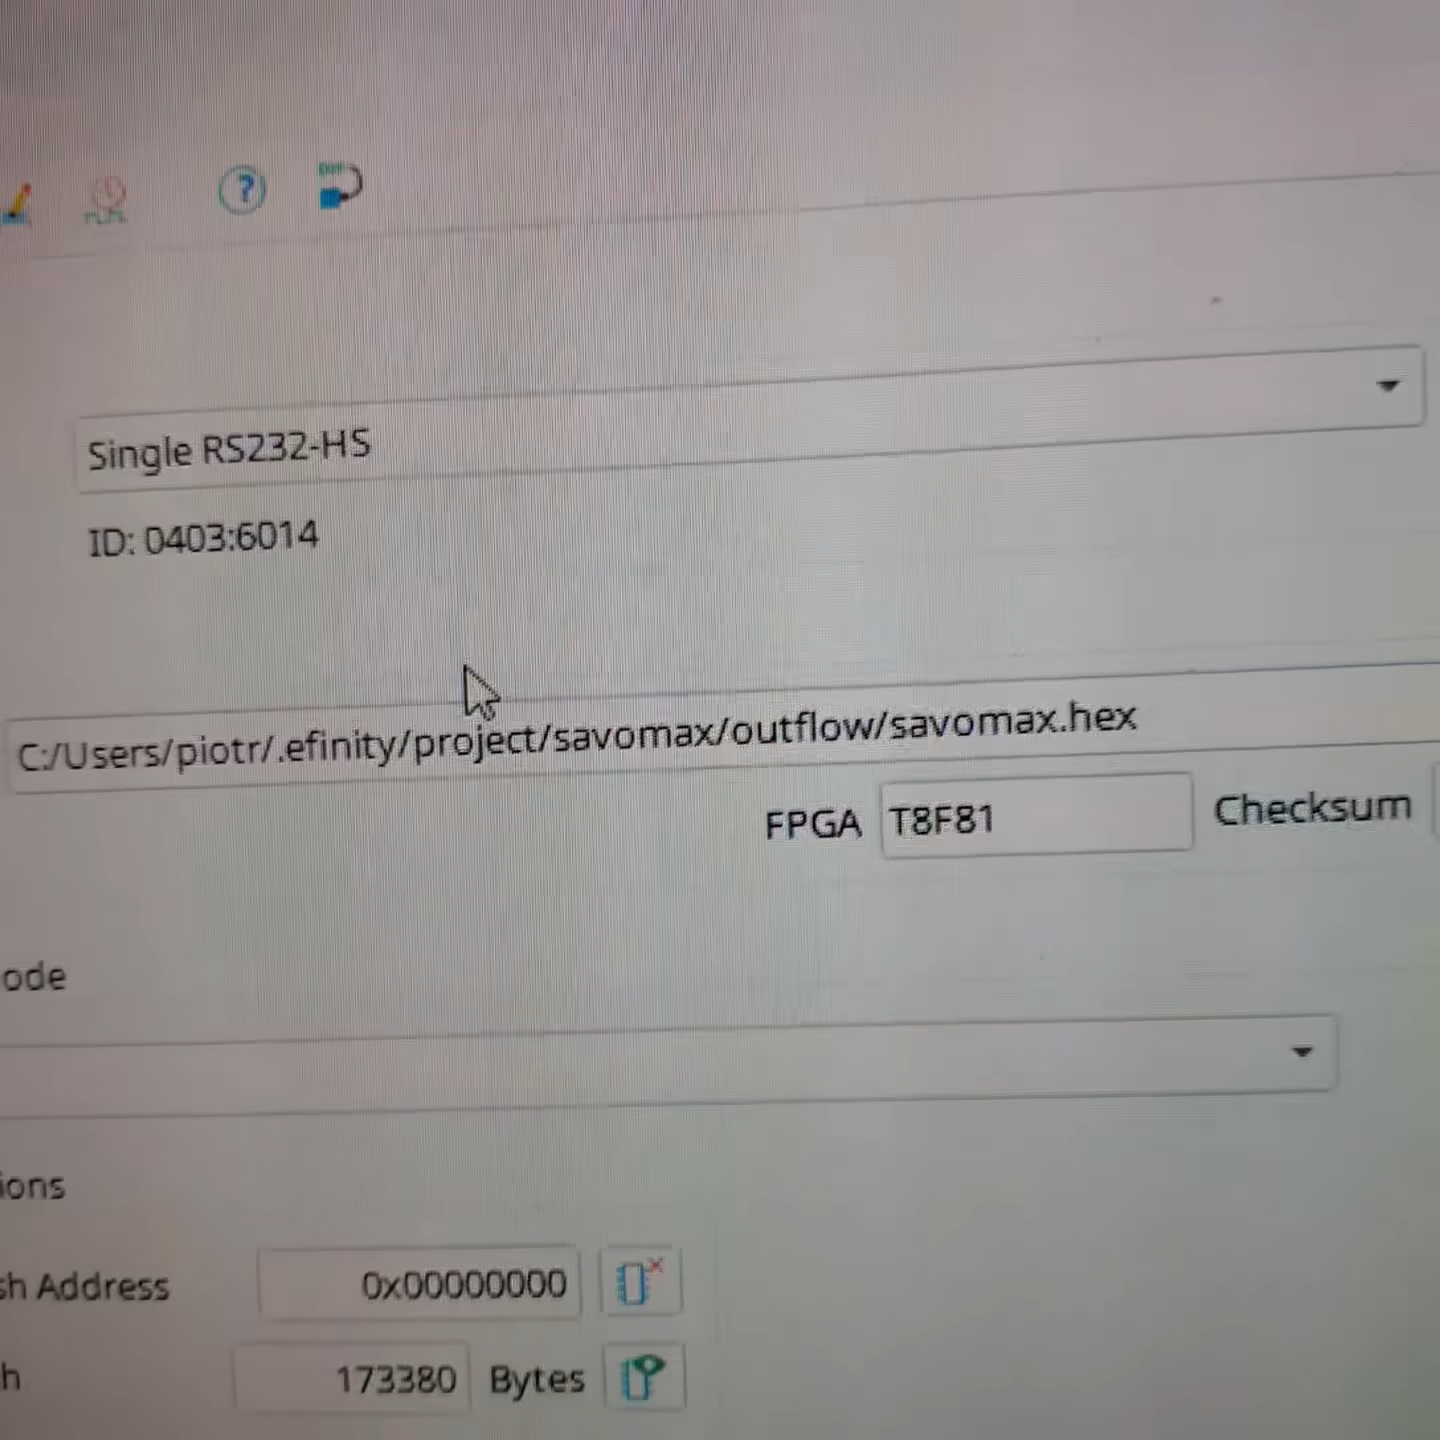 Single RS232-HS
ID: 0403:6014
C:/Users/piotr/.efinity/project/savomax/outflow/savomax.hex
FPGA T8F81 Checksum
ode
ions
sh Address 0x00000000
h 173380 Bytes